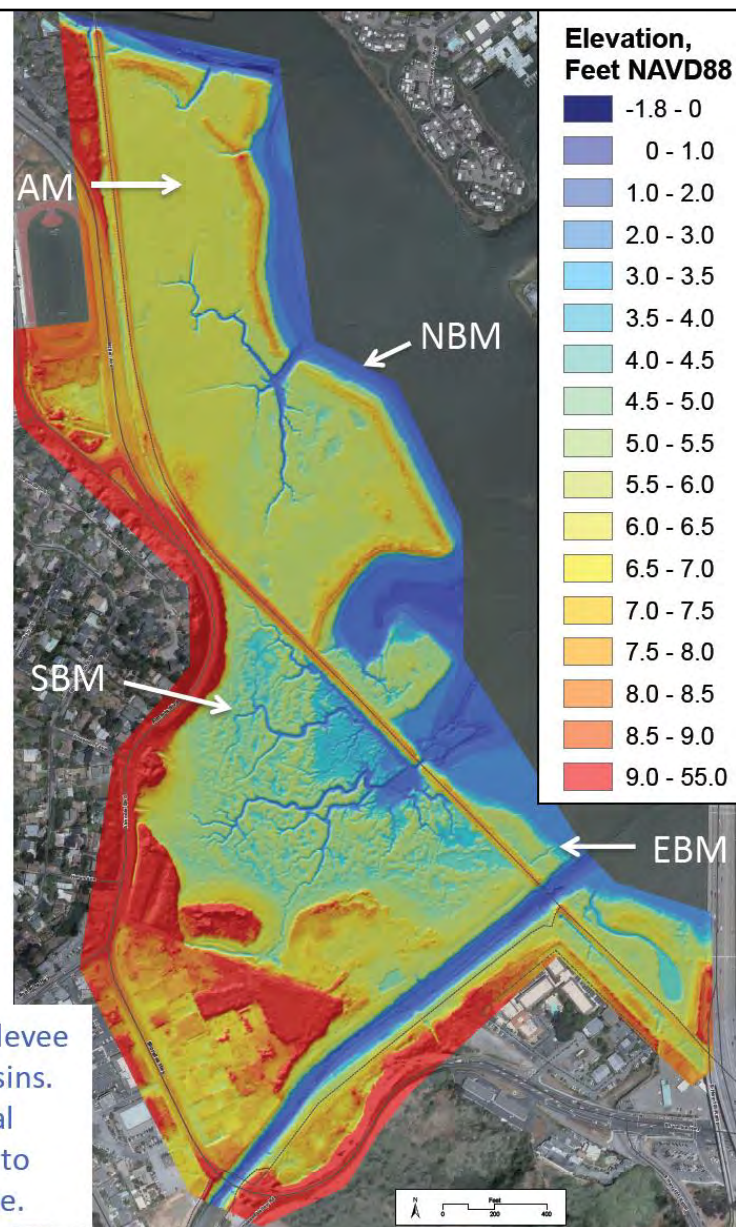 Elevation,
Feet NAVD88
-1.8 - 0
0 - 1.0
1.0 - 2.0
2.0 - 3.0
3.0 - 3.5
3.5 - 4.0
4.0 - 4.5
4.5 - 5.0
5.0 - 5.5
5.5 - 6.0
6.0 - 6.5
6.5 - 7.0
7.0 - 7.5
7.5 - 8.0
8.0 - 8.5
8.5 - 9.0
9.0 - 55.0
AM
NBM
SBM
EBM
levee
sins.
al
to
e.
N
Feet
0 200 400